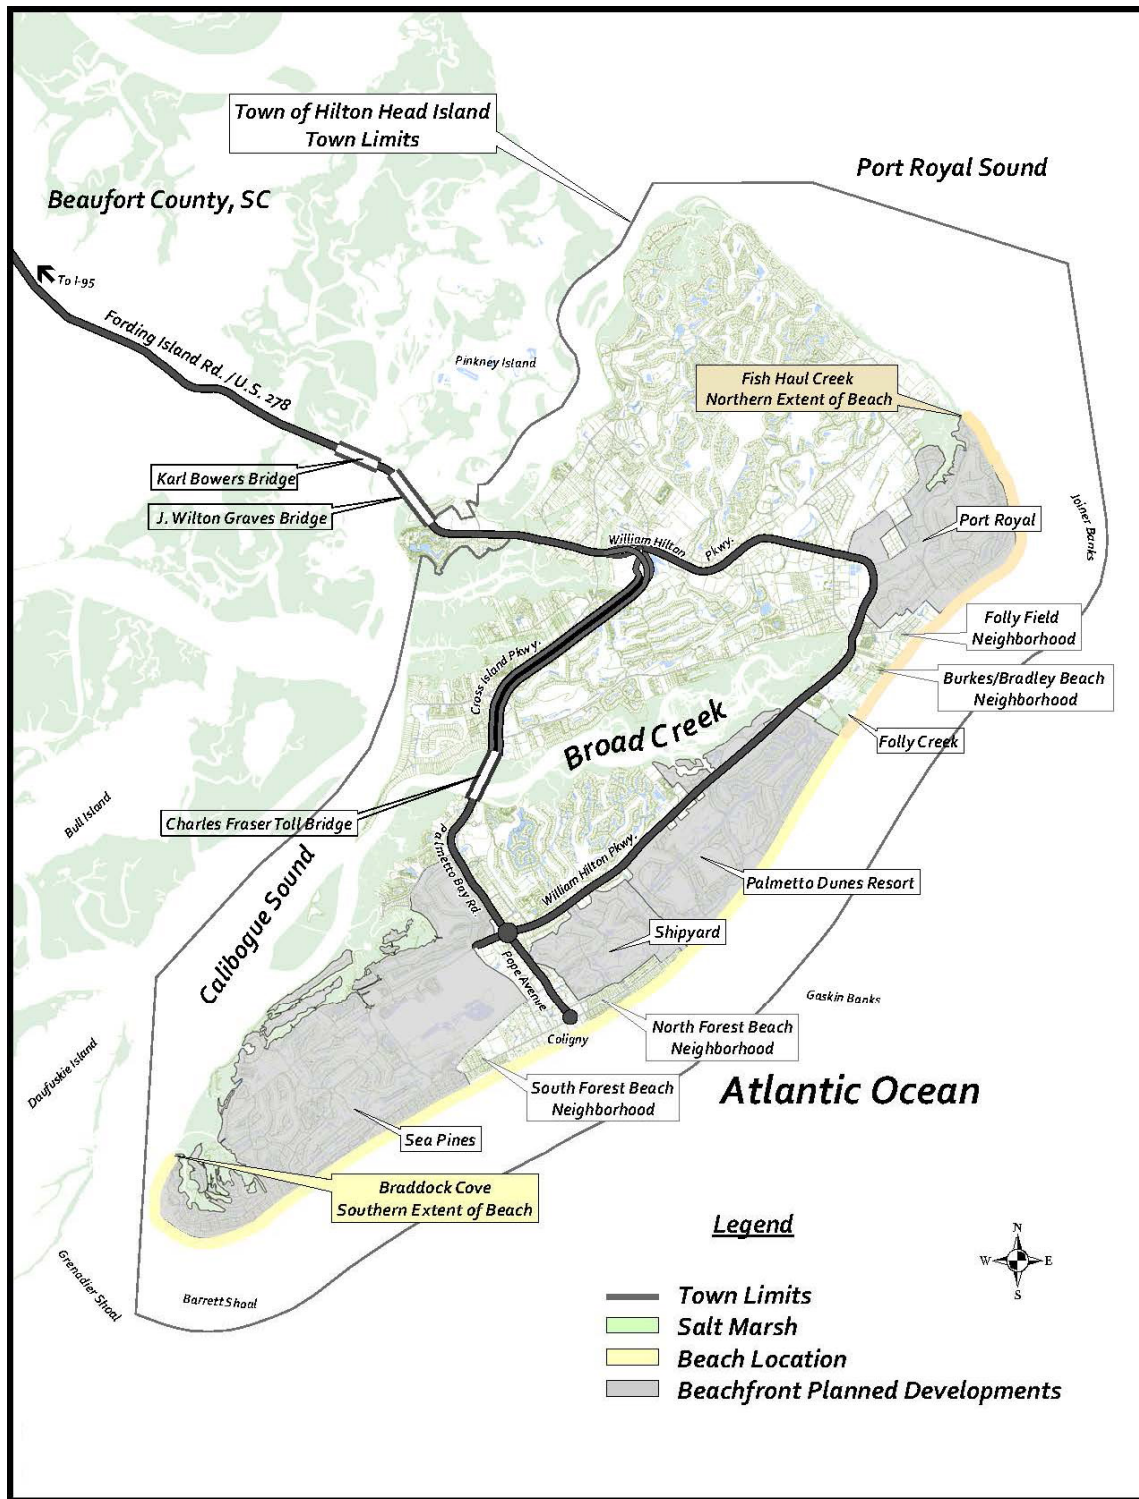 Town of Hilton Head Island
Town Limits
Port Royal Sound
Beaufort County, SC
To I-95
Fording Island Rd. / U.S. 278
Pinkney Island
Fish Haul Creek
Northern Extent of Beach
Karl Bowers Bridge
J. Wilton Graves Bridge
Joiner Banks
Port Royal
William Hilton
Pkwy.
Folly Field
Neighborhood
Cross Island Pkwy.
Burkes/Bradley Beach
Neighborhood
Broad Creek
Folly Creek
Bull Island
Charles Fraser Toll Bridge
Palmetto Bay Rd.
William Hilton Pkwy.
Palmetto Dunes Resort
Calibogue Sound
Shipyard
Pope Avenue
Gaskin Banks
North Forest Beach
Neighborhood
Coligny
Daufuskie Island
South Forest Beach
Neighborhood
Atlantic Ocean
Sea Pines
Braddock Cove
Southern Extent of Beach
Grenadier Shoal
Barrett Shoal
Legend
N
W
E
S
Town Limits
Salt Marsh
Beach Location
Beachfront Planned Developments